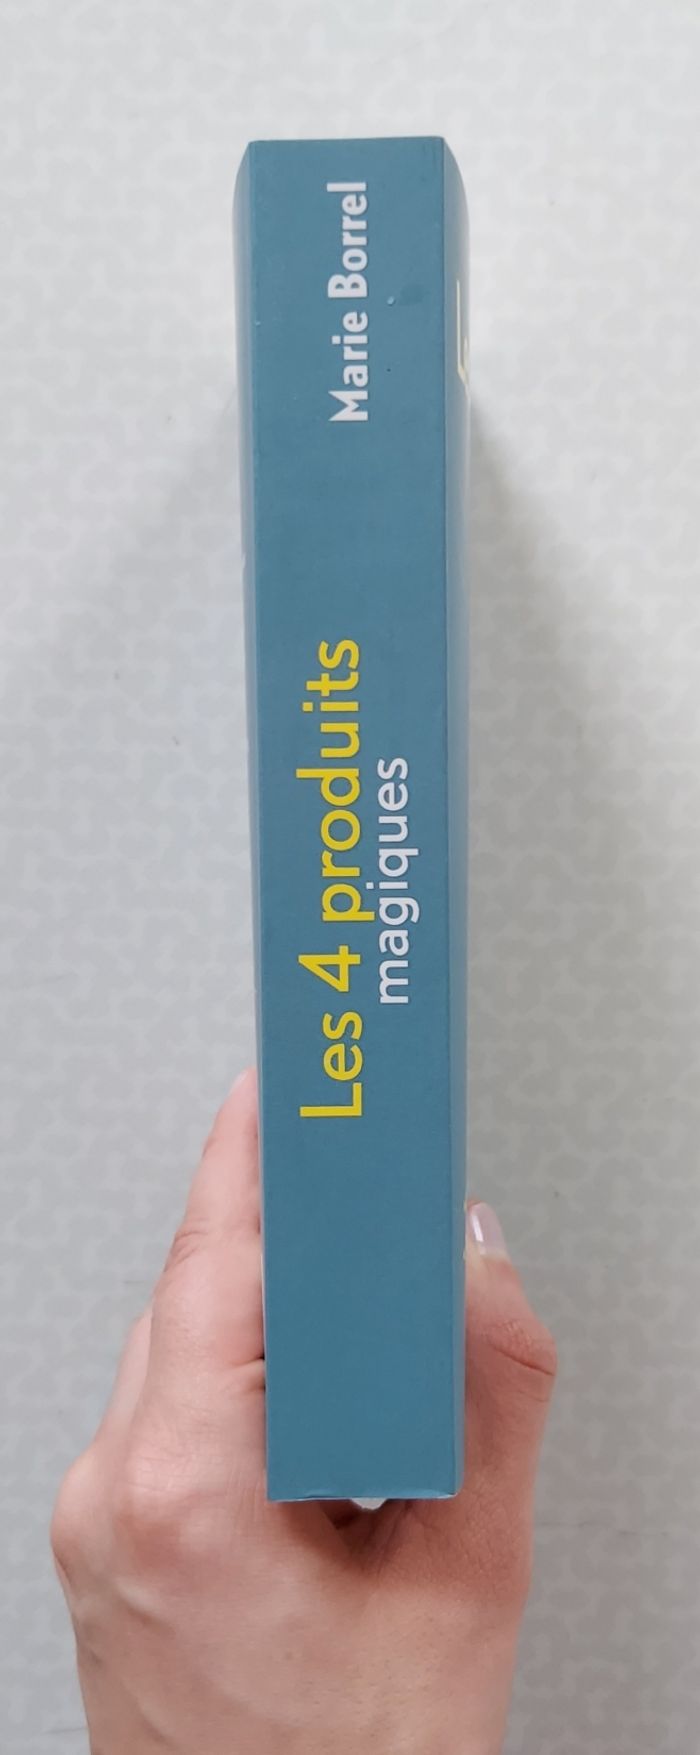 Marie Borrel
Les 4 produits
magiques